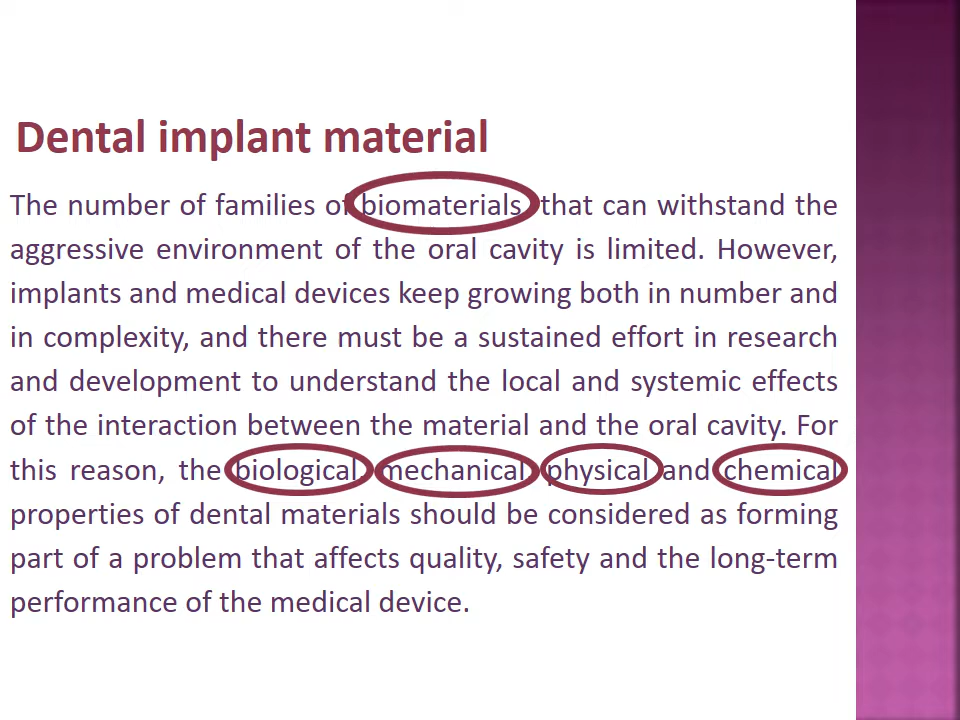 Dental implant material
The number of families of biomaterials that can withstand the
aggressive environment of the oral cavity is limited. However,
implants and medical devices keep growing both in number and
in complexity, and there must be a sustained effort in research
and development to understand the local and systemic effects
of the interaction between the material and the oral cavity. For
this reason, the biological, mechanical, physical and chemical
properties of dental materials should be considered as forming
part of a problem that affects quality, safety and the long-term
performance of the medical device.